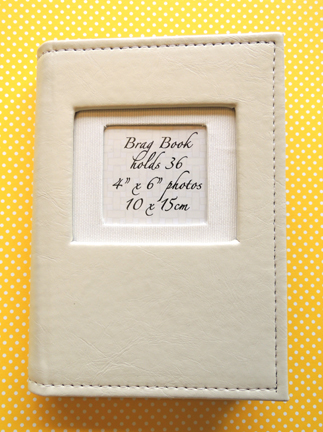 Brag Book
holds 36
4" x 6" photos
10 x 15cm